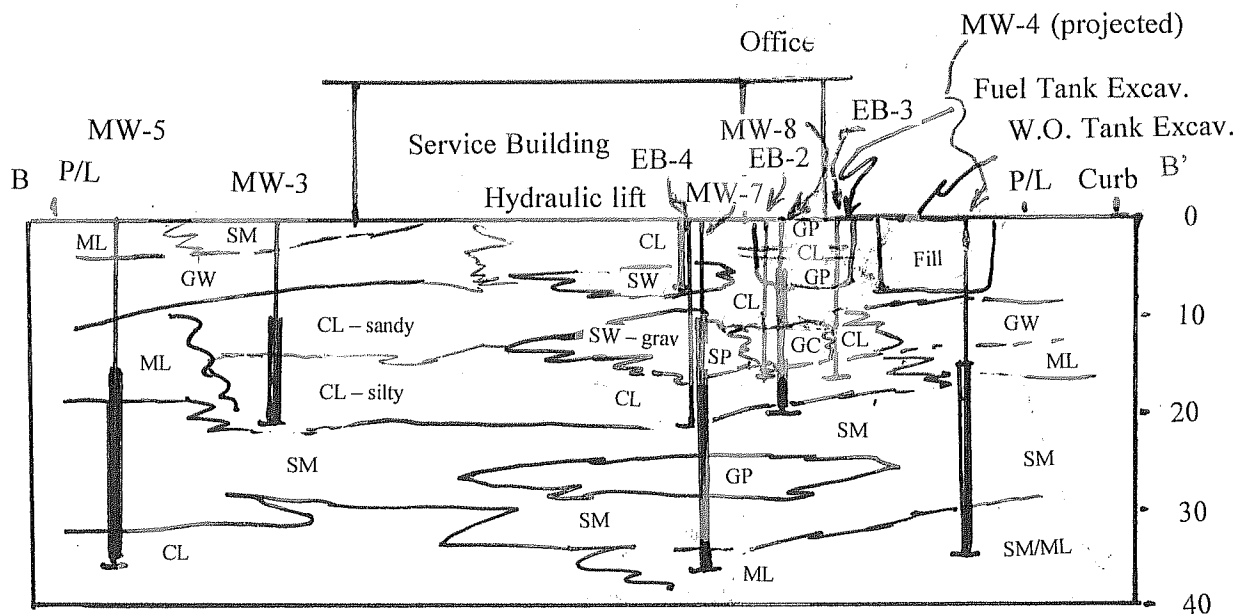 MW-4 (projected)
Office
Fuel Tank Excav.
EB-3
MW-5
MW-8
W.O. Tank Excav.
Service Building
EB-4
EB-2
B
P/L
MW-3
Hydraulic lift
MW-7
P/L
Curb
B'
0
ML
SM
CL
GP
CL
GW
SW
GP
Fill
CL
10
CL – sandy
GW
SW – grav
SP
GC
CL
ML
ML
CL – silty
CL
20
SM
SM
SM
GP
SM
30
CL
ML
SM/ML
40